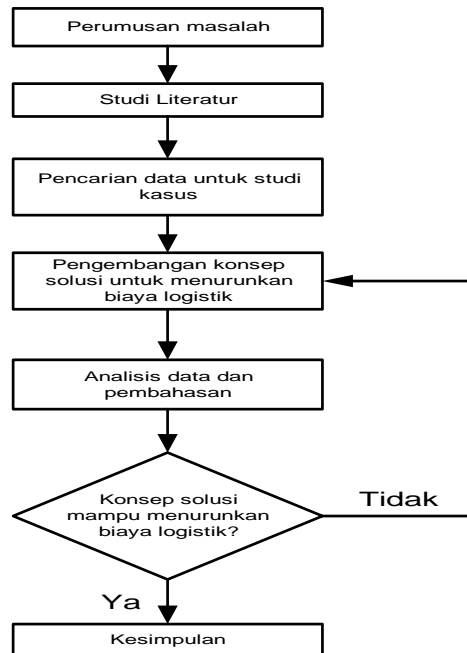 Perumusan masalah
Studi Literatur
Pencarian data untuk studi
kasus
Pengembangan konsep
solusi untuk menurunkan
biaya logistik
Analisis data dan
pembahasan
Konsep solusi
mampu menurunkan
biaya logistik?
Tidak
Ya
Kesimpulan